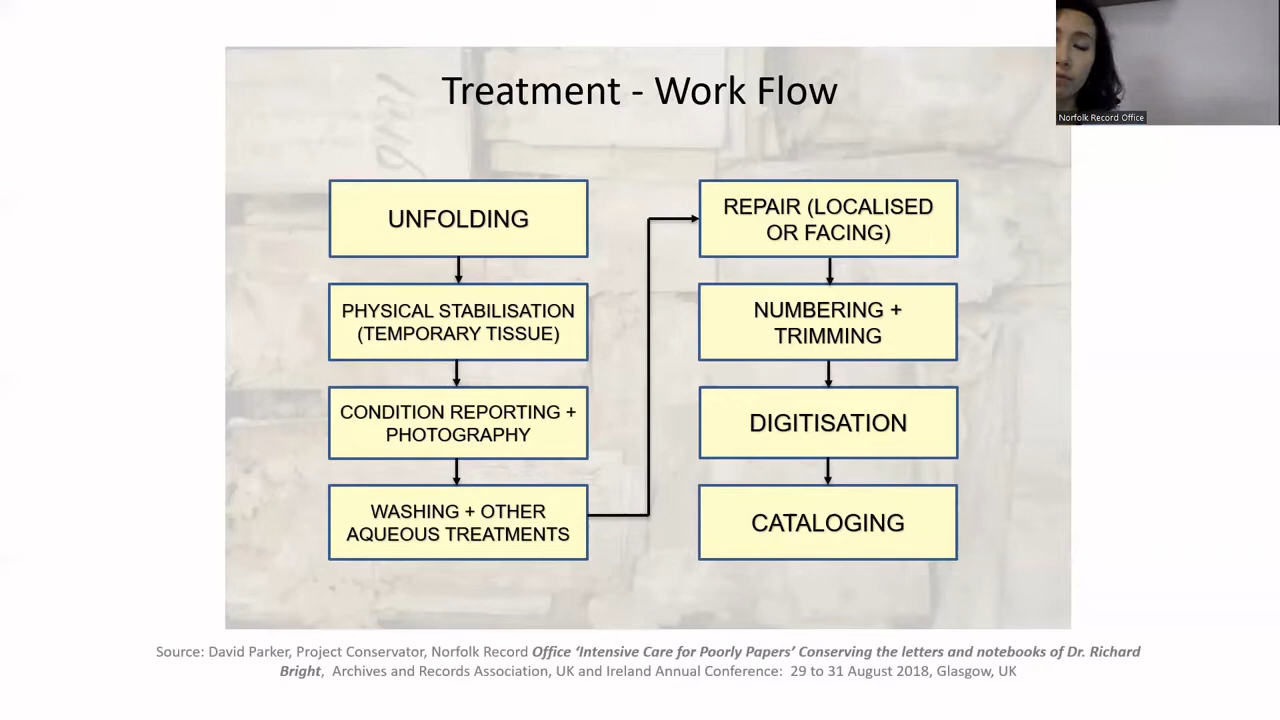 Treatment - Work Flow
Norfolk Record Office
UNFOLDING
PHYSICAL STABILISATION
(TEMPORARY TISSUE)
CONDITION REPORTING +
PHOTOGRAPHY
WASHING + OTHER
AQUEOUS TREATMENTS
REPAIR (LOCALISED
OR FACING)
NUMBERING +
TRIMMING
DIGITISATION
CATALOGING
Source: David Parker, Project Conservator, Norfolk Record Office ‘Intensive Care for Poorly Papers’ Conserving the letters and notebooks of Dr. Richard
Bright, Archives and Records Association, UK and Ireland Annual Conference: 29 to 31 August 2018, Glasgow, UK